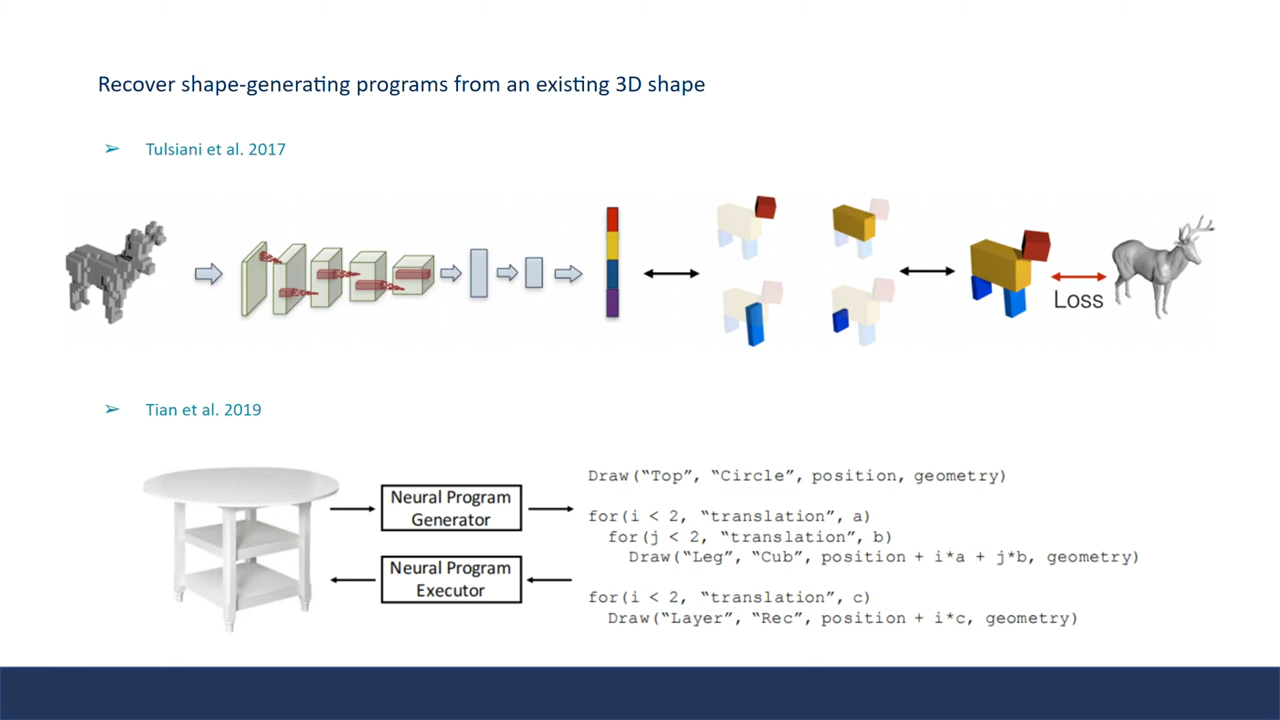 Recover shape-generating programs from an existing 3D shape
➢ Tulsiani et al. 2017
Loss
➢ Tian et al. 2019
Neural Program
Generator
Neural Program
Executor
Draw(“Top”, “Circle”, position, geometry)
for(i < 2, “translation”, a)
for(j < 2, “translation”, b)
Draw(“Leg”, “Cub”, position + i*a + j*b, geometry)
for(i < 2, “translation”, c)
Draw(“Layer”, “Rec”, position + i*c, geometry)